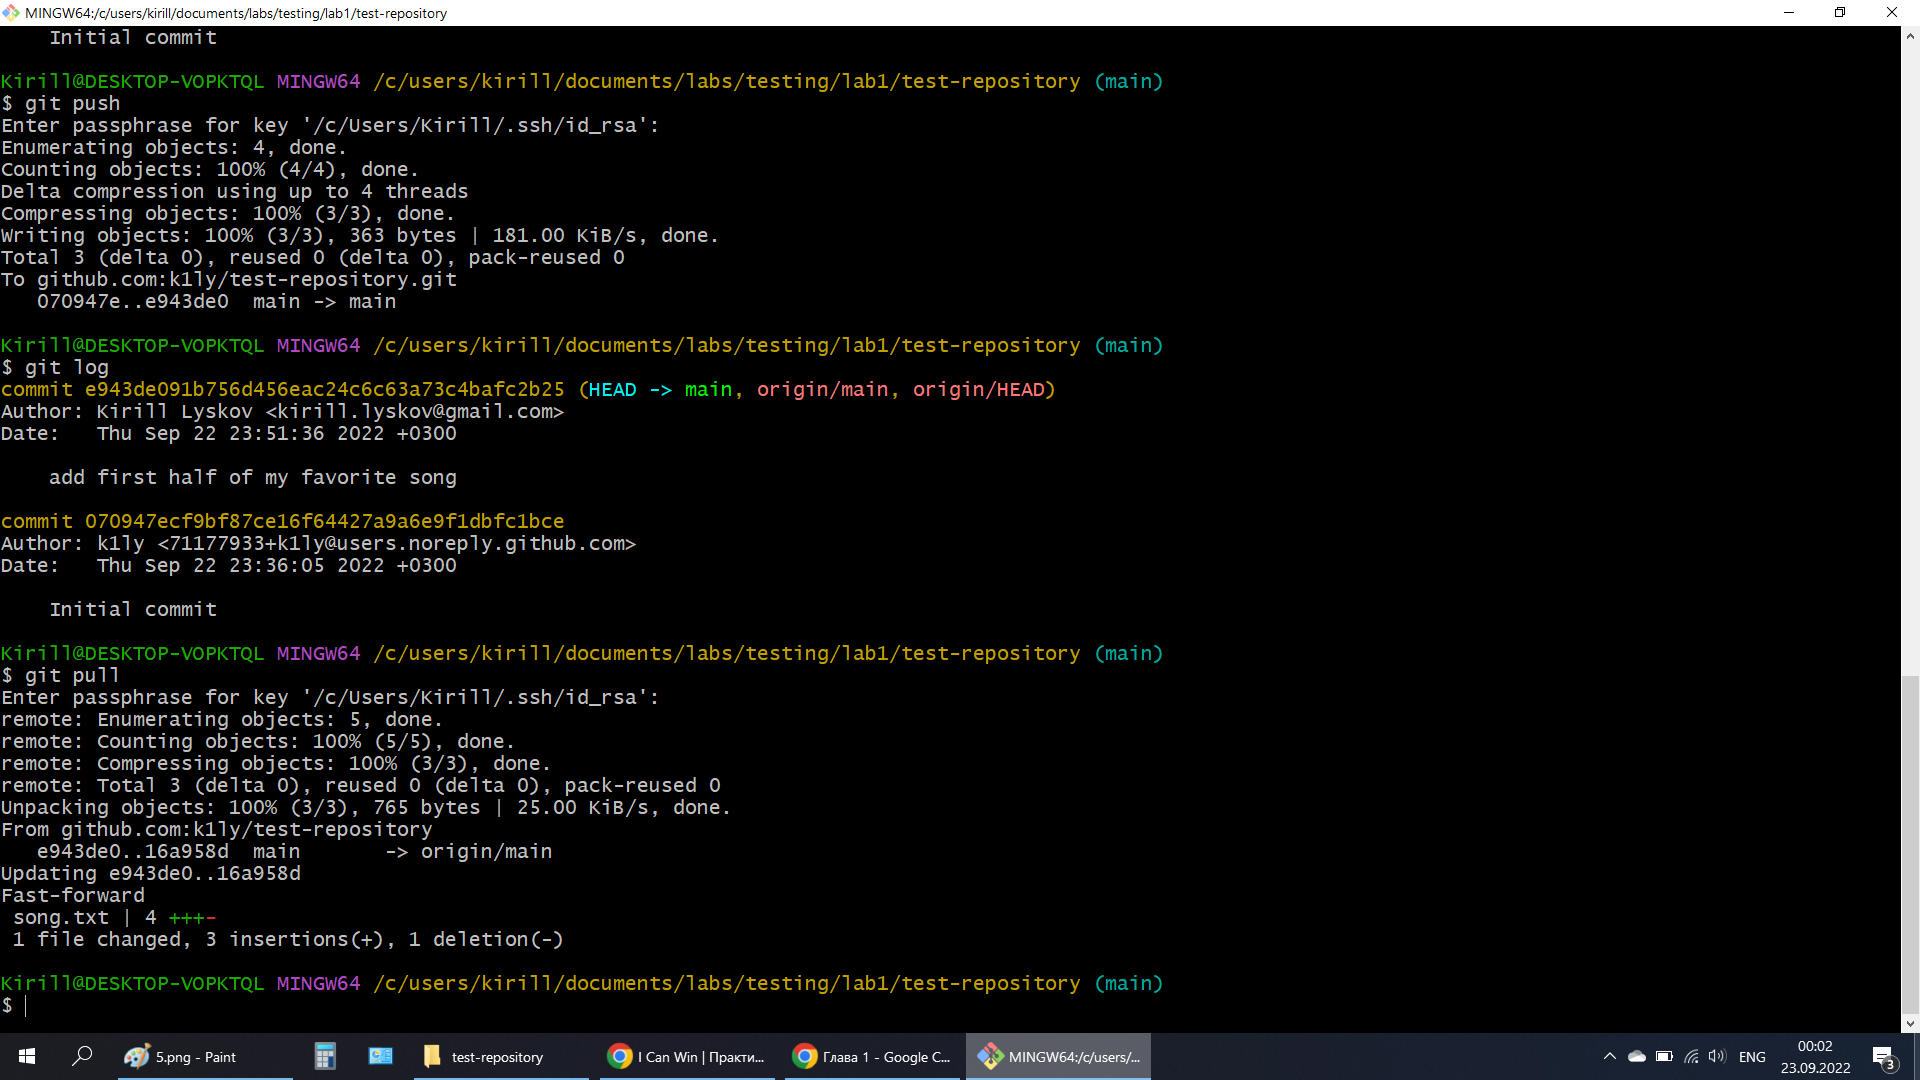 MINGW64:/c/users/kirill/documents/labs/testing/lab1/test-repository
    Initial commit
Kirill@DESKTOP-VOPKTQL MINGW64 /c/users/kirill/documents/labs/testing/lab1/test-repository (main)
$ git push
Enter passphrase for key '/c/Users/Kirill/.ssh/id_rsa':
Enumerating objects: 4, done.
Counting objects: 100% (4/4), done.
Delta compression using up to 4 threads
Compressing objects: 100% (3/3), done.
Writing objects: 100% (3/3), 363 bytes | 181.00 KiB/s, done.
Total 3 (delta 0), reused 0 (delta 0), pack-reused 0
To github.com:k1ly/test-repository.git
   070947e..e943de0  main -> main
Kirill@DESKTOP-VOPKTQL MINGW64 /c/users/kirill/documents/labs/testing/lab1/test-repository (main)
$ git log
commit e943de091b756d456eac24c6c63a73c4bafc2b25 (HEAD -> main, origin/main, origin/HEAD)
Author: Kirill Lyskov <kirill.lyskov@gmail.com>
Date:   Thu Sep 22 23:51:36 2022 +0300
    add first half of my favorite song
commit 070947ecf9bf87ce16f64427a9a6e9f1dbfc1bce
Author: k1ly <71177933+k1ly@users.noreply.github.com>
Date:   Thu Sep 22 23:36:05 2022 +0300
    Initial commit
Kirill@DESKTOP-VOPKTQL MINGW64 /c/users/kirill/documents/labs/testing/lab1/test-repository (main)
$ git pull
Enter passphrase for key '/c/Users/Kirill/.ssh/id_rsa':
remote: Enumerating objects: 5, done.
remote: Counting objects: 100% (5/5), done.
remote: Compressing objects: 100% (3/3), done.
remote: Total 3 (delta 0), reused 0 (delta 0), pack-reused 0
Unpacking objects: 100% (3/3), 765 bytes | 25.00 KiB/s, done.
From github.com:k1ly/test-repository
   e943de0..16a958d  main       -> origin/main
Updating e943de0..16a958d
Fast-forward
 song.txt | 4 +++-
 1 file changed, 3 insertions(+), 1 deletion(-)
Kirill@DESKTOP-VOPKTQL MINGW64 /c/users/kirill/documents/labs/testing/lab1/test-repository (main)
$
5.png - Paint
test-repository
I Can Win | Практи...
Глава 1 - Google C...
MINGW64:/c/users/...
ENG
00:02
23.09.2022
3